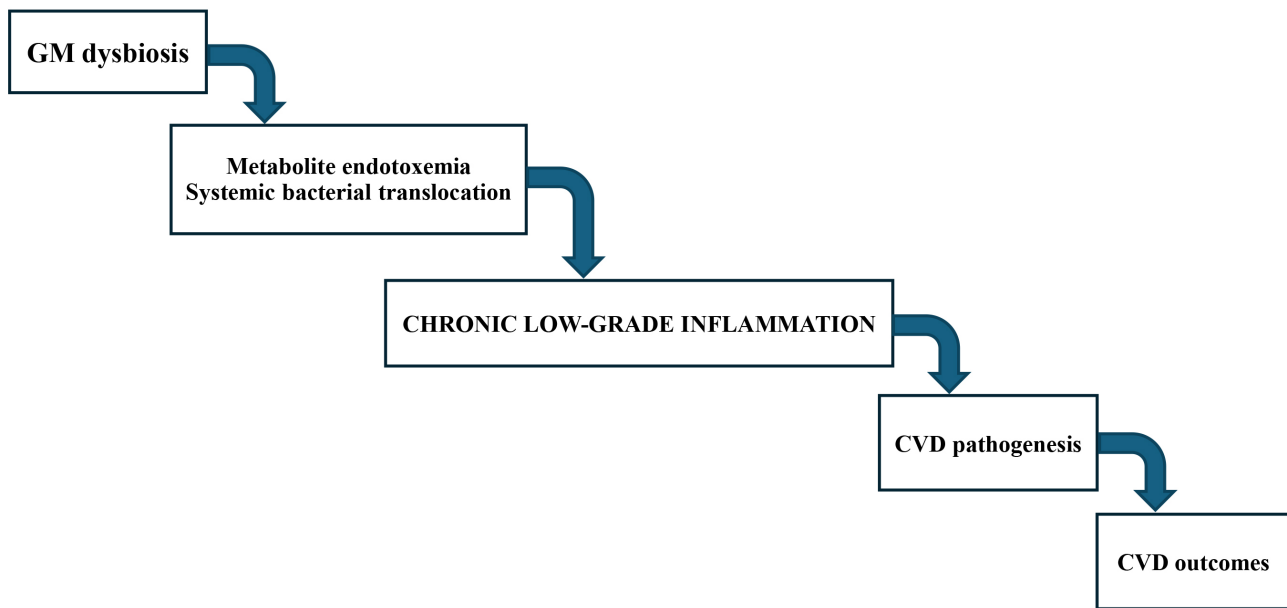 GM dysbiosis
Metabolite endotoxemia
Systemic bacterial translocation
CHRONIC LOW-GRADE INFLAMMATION
CVD pathogenesis
CVD outcomes